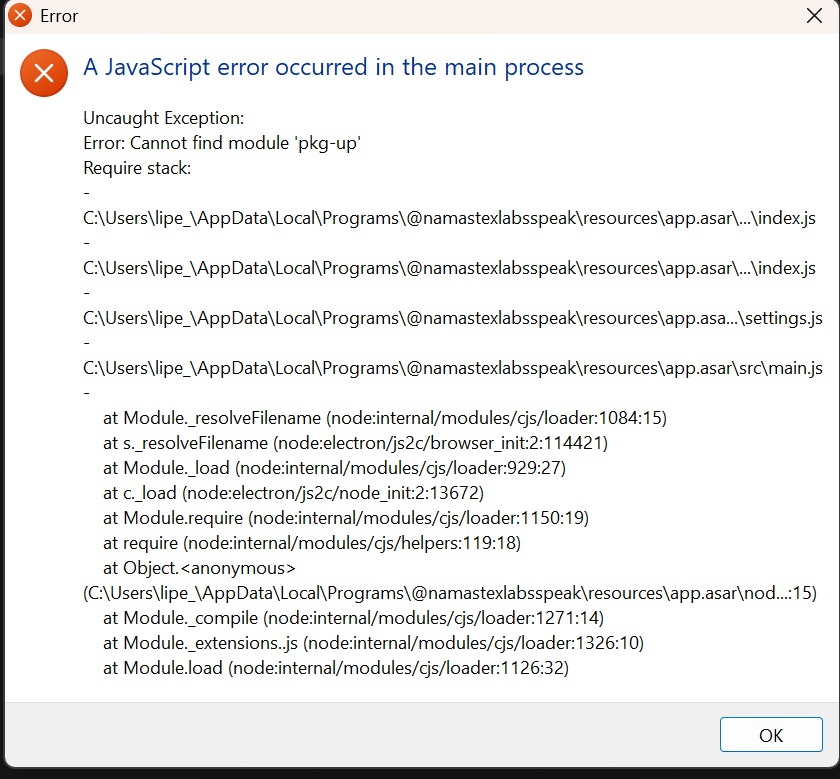 Error
A JavaScript error occurred in the main process
Uncaught Exception:
Error: Cannot find module 'pkg-up'
Require stack:
-
C:\Users\lipe_\AppData\Local\Programs\@namastexlabsspeak\resources\app.asar\...\index.js
-
C:\Users\lipe_\AppData\Local\Programs\@namastexlabsspeak\resources\app.asar\...\index.js
-
C:\Users\lipe_\AppData\Local\Programs\@namastexlabsspeak\resources\app.asa...\settings.js
-
C:\Users\lipe_\AppData\Local\Programs\@namastexlabsspeak\resources\app.asar\src\main.js
-
at Module._resolveFilename (node:internal/modules/cjs/loader:1084:15)
at s._resolveFilename (node:electron/js2c/browser_init:2:114421)
at Module._load (node:internal/modules/cjs/loader:929:27)
at c._load (node:electron/js2c/node_init:2:13672)
at Module.require (node:internal/modules/cjs/loader:1150:19)
at require (node:internal/modules/cjs/helpers:119:18)
at Object.<anonymous>
(C:\Users\lipe_\AppData\Local\Programs\@namastexlabsspeak\resources\app.asar\nod...:15)
at Module._compile (node:internal/modules/cjs/loader:1271:14)
at Module._extensions..js (node:internal/modules/cjs/loader:1326:10)
at Module.load (node:internal/modules/cjs/loader:1126:32)
OK